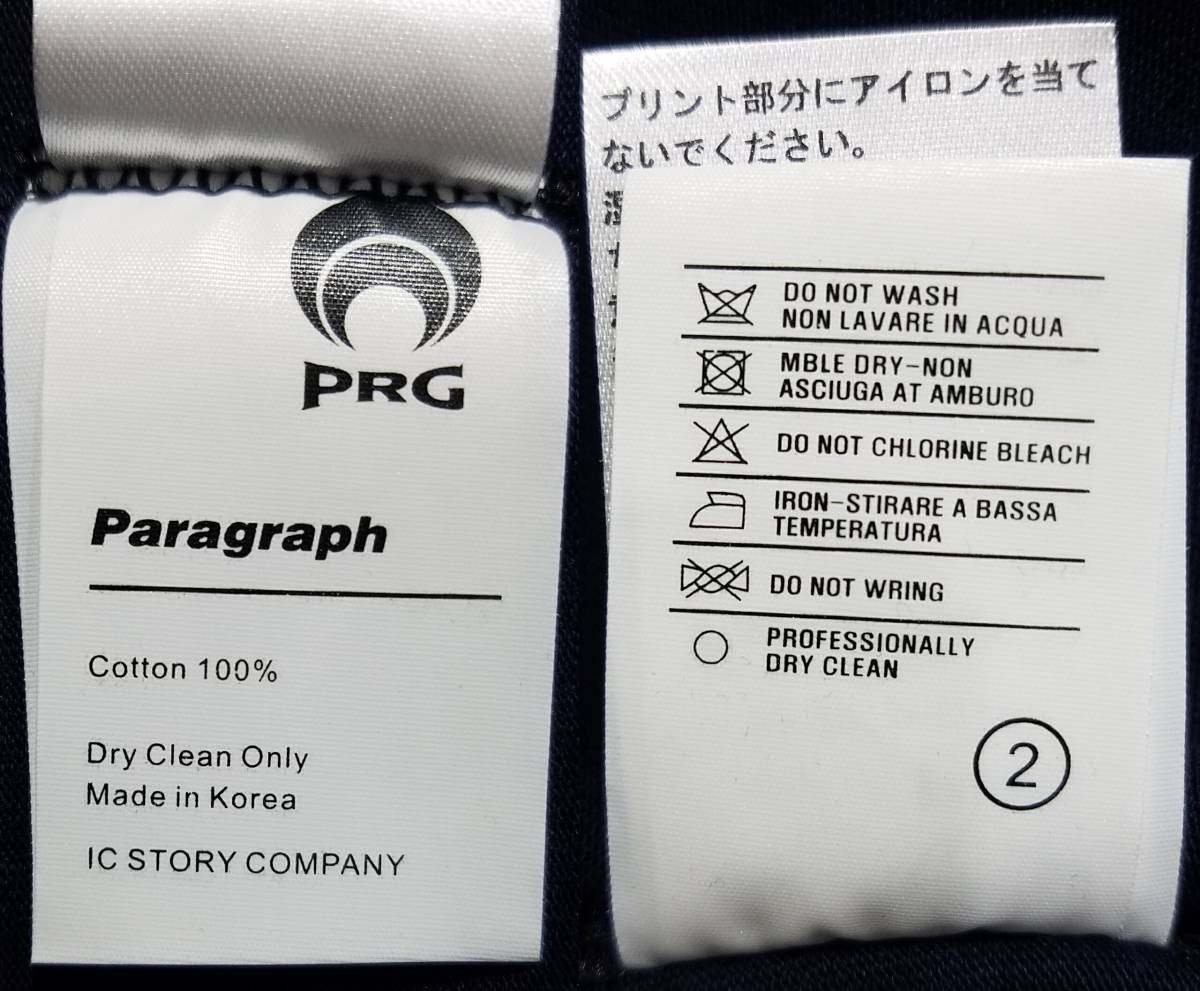 PRG
Paragraph
Cotton 100%
Dry Clean Only
Made in Korea
IC STORY COMPANY
プリント部分にアイロンを当て
ないでください。
DO NOT WASH
NON LAVARE IN ACQUA
MBLE DRY-NON
ASCIUGA AT AMBURO
DO NOT CHLORINE BLEACH
IRON-STIRARE A BASSA
TEMPERATURA
DO NOT WRING
PROFESSIONALLY
DRY CLEAN
2